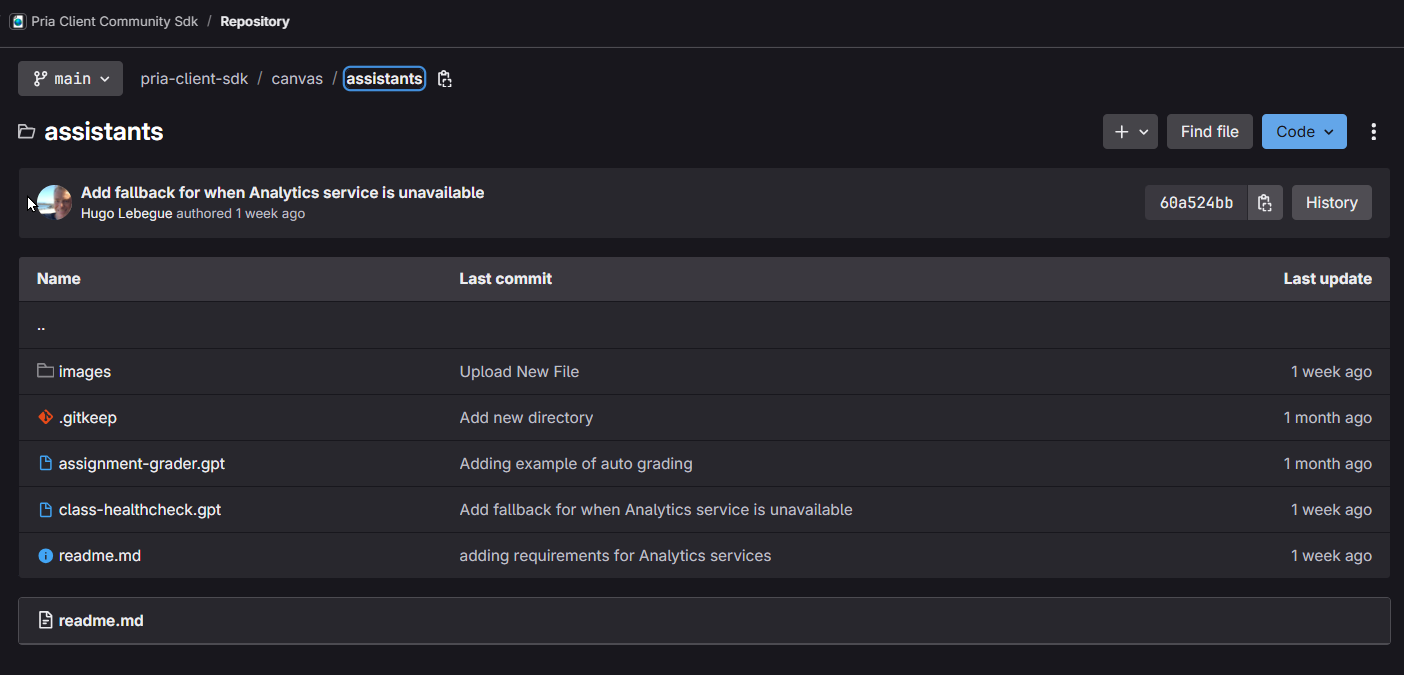 Pria Client Community Sdk / Repository
main pria-client-sdk / canvas / assistants
assistants
Find file
Code
Add fallback for when Analytics service is unavailable
Hugo Lebegue authored 1 week ago
60a524bb
History
Name Last commit Last update
..
images Upload New File 1 week ago
.gitkeep Add new directory 1 month ago
assignment-grader.gpt Adding example of auto grading 1 month ago
class-healthcheck.gpt Add fallback for when Analytics service is unavailable 1 week ago
readme.md adding requirements for Analytics services 1 week ago
readme.md